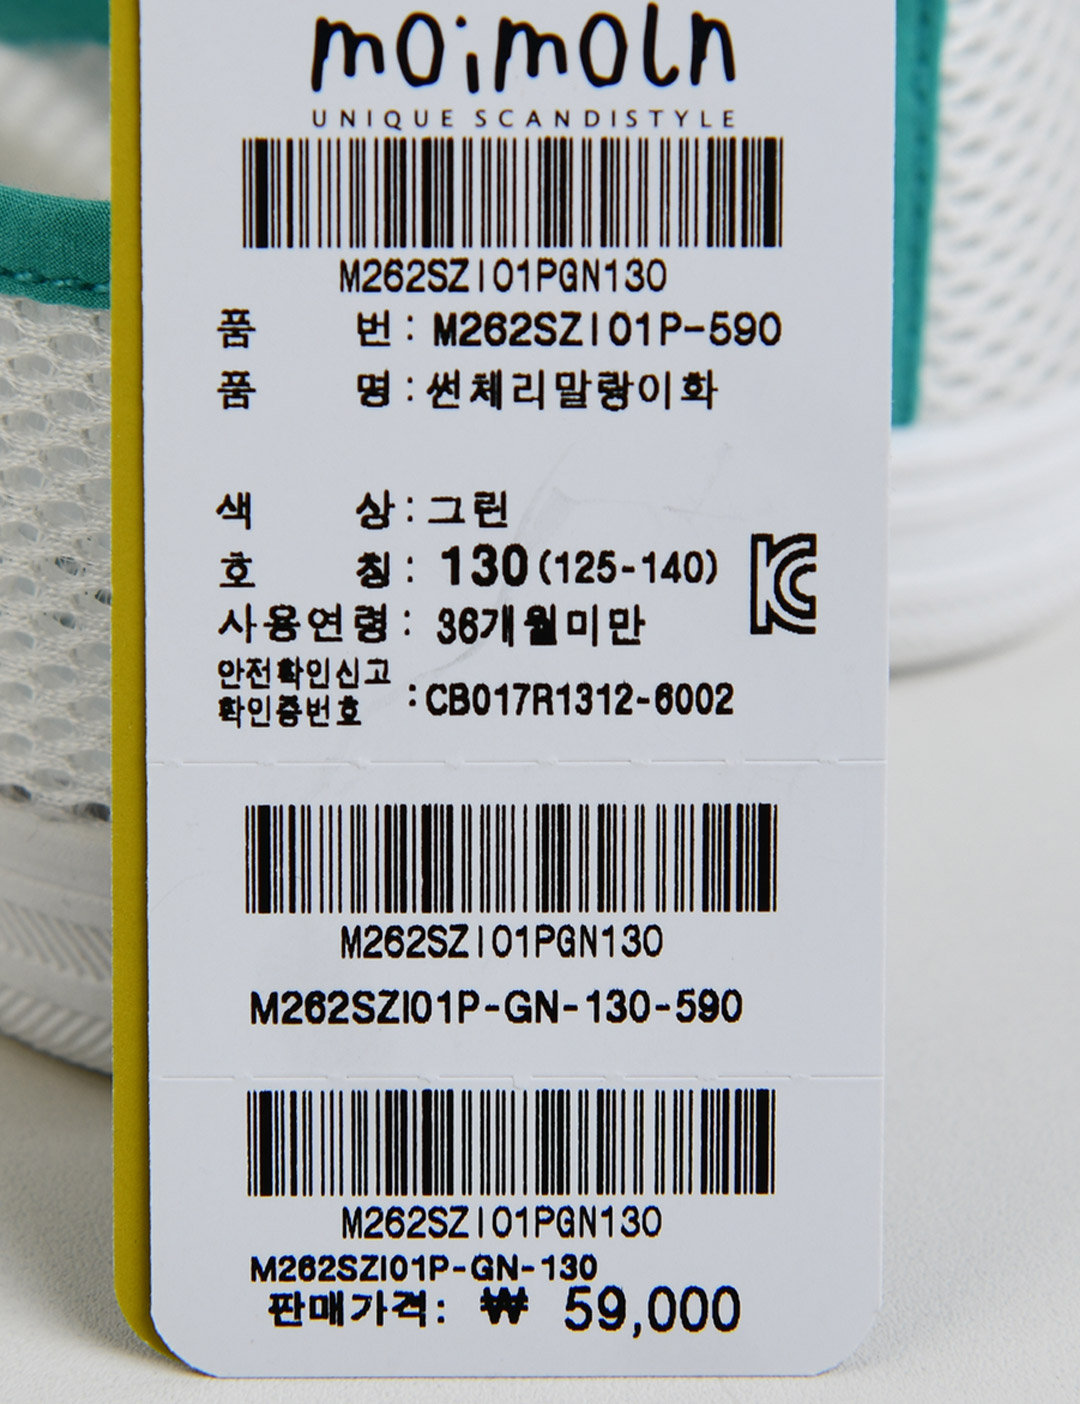 moimoln
UNIQUE SCANDISTYLE
M262SZI01PGN130
품 번 : M262SZI01P-590
품 명 : 썬체리말랑이화
색 상 : 그린
호 칭 : 130 (125-140)
KC
사용연령 : 36개월미만
안전확인신고
확인증번호 : CB017R1312-6002
M262SZI01PGN130
M262SZI01P-GN-130-590
M262SZI01PGN130
M262SZI01P-GN-130
판매가격: ₩ 59,000